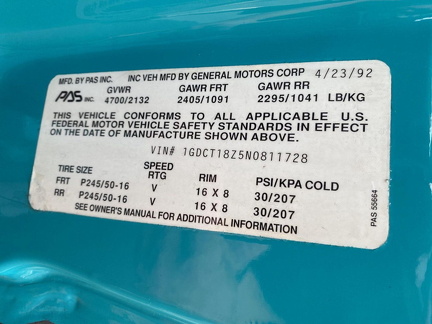 MFD. BY PAS INC. INC VEH MFD BY GENERAL MOTORS CORP 4/23/92
PAS INC. GVWR GAWR FRT GAWR RR
4700/2132 2405/1091 2295/1041 LB/KG
THIS VEHICLE CONFORMS TO ALL APPLICABLE U.S.
FEDERAL MOTOR VEHICLE SAFETY STANDARDS IN EFFECT
ON THE DATE OF MANUFACTURE SHOWN ABOVE.
VIN# 1GDCT18Z5N0811728
TIRE SIZE SPEED RTG RIM PSI/KPA COLD
FRT P245/50-16 V 16 X 8 30/207
RR P245/50-16 V 16 X 8 30/207
SEE OWNER'S MANUAL FOR ADDITIONAL INFORMATION
PAS 55664